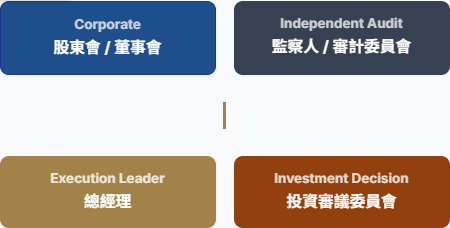 Corporate
股東會 / 董事會
Independent Audit
監察人 / 審計委員會
Execution Leader
總經理
Investment Decision
投資審議委員會